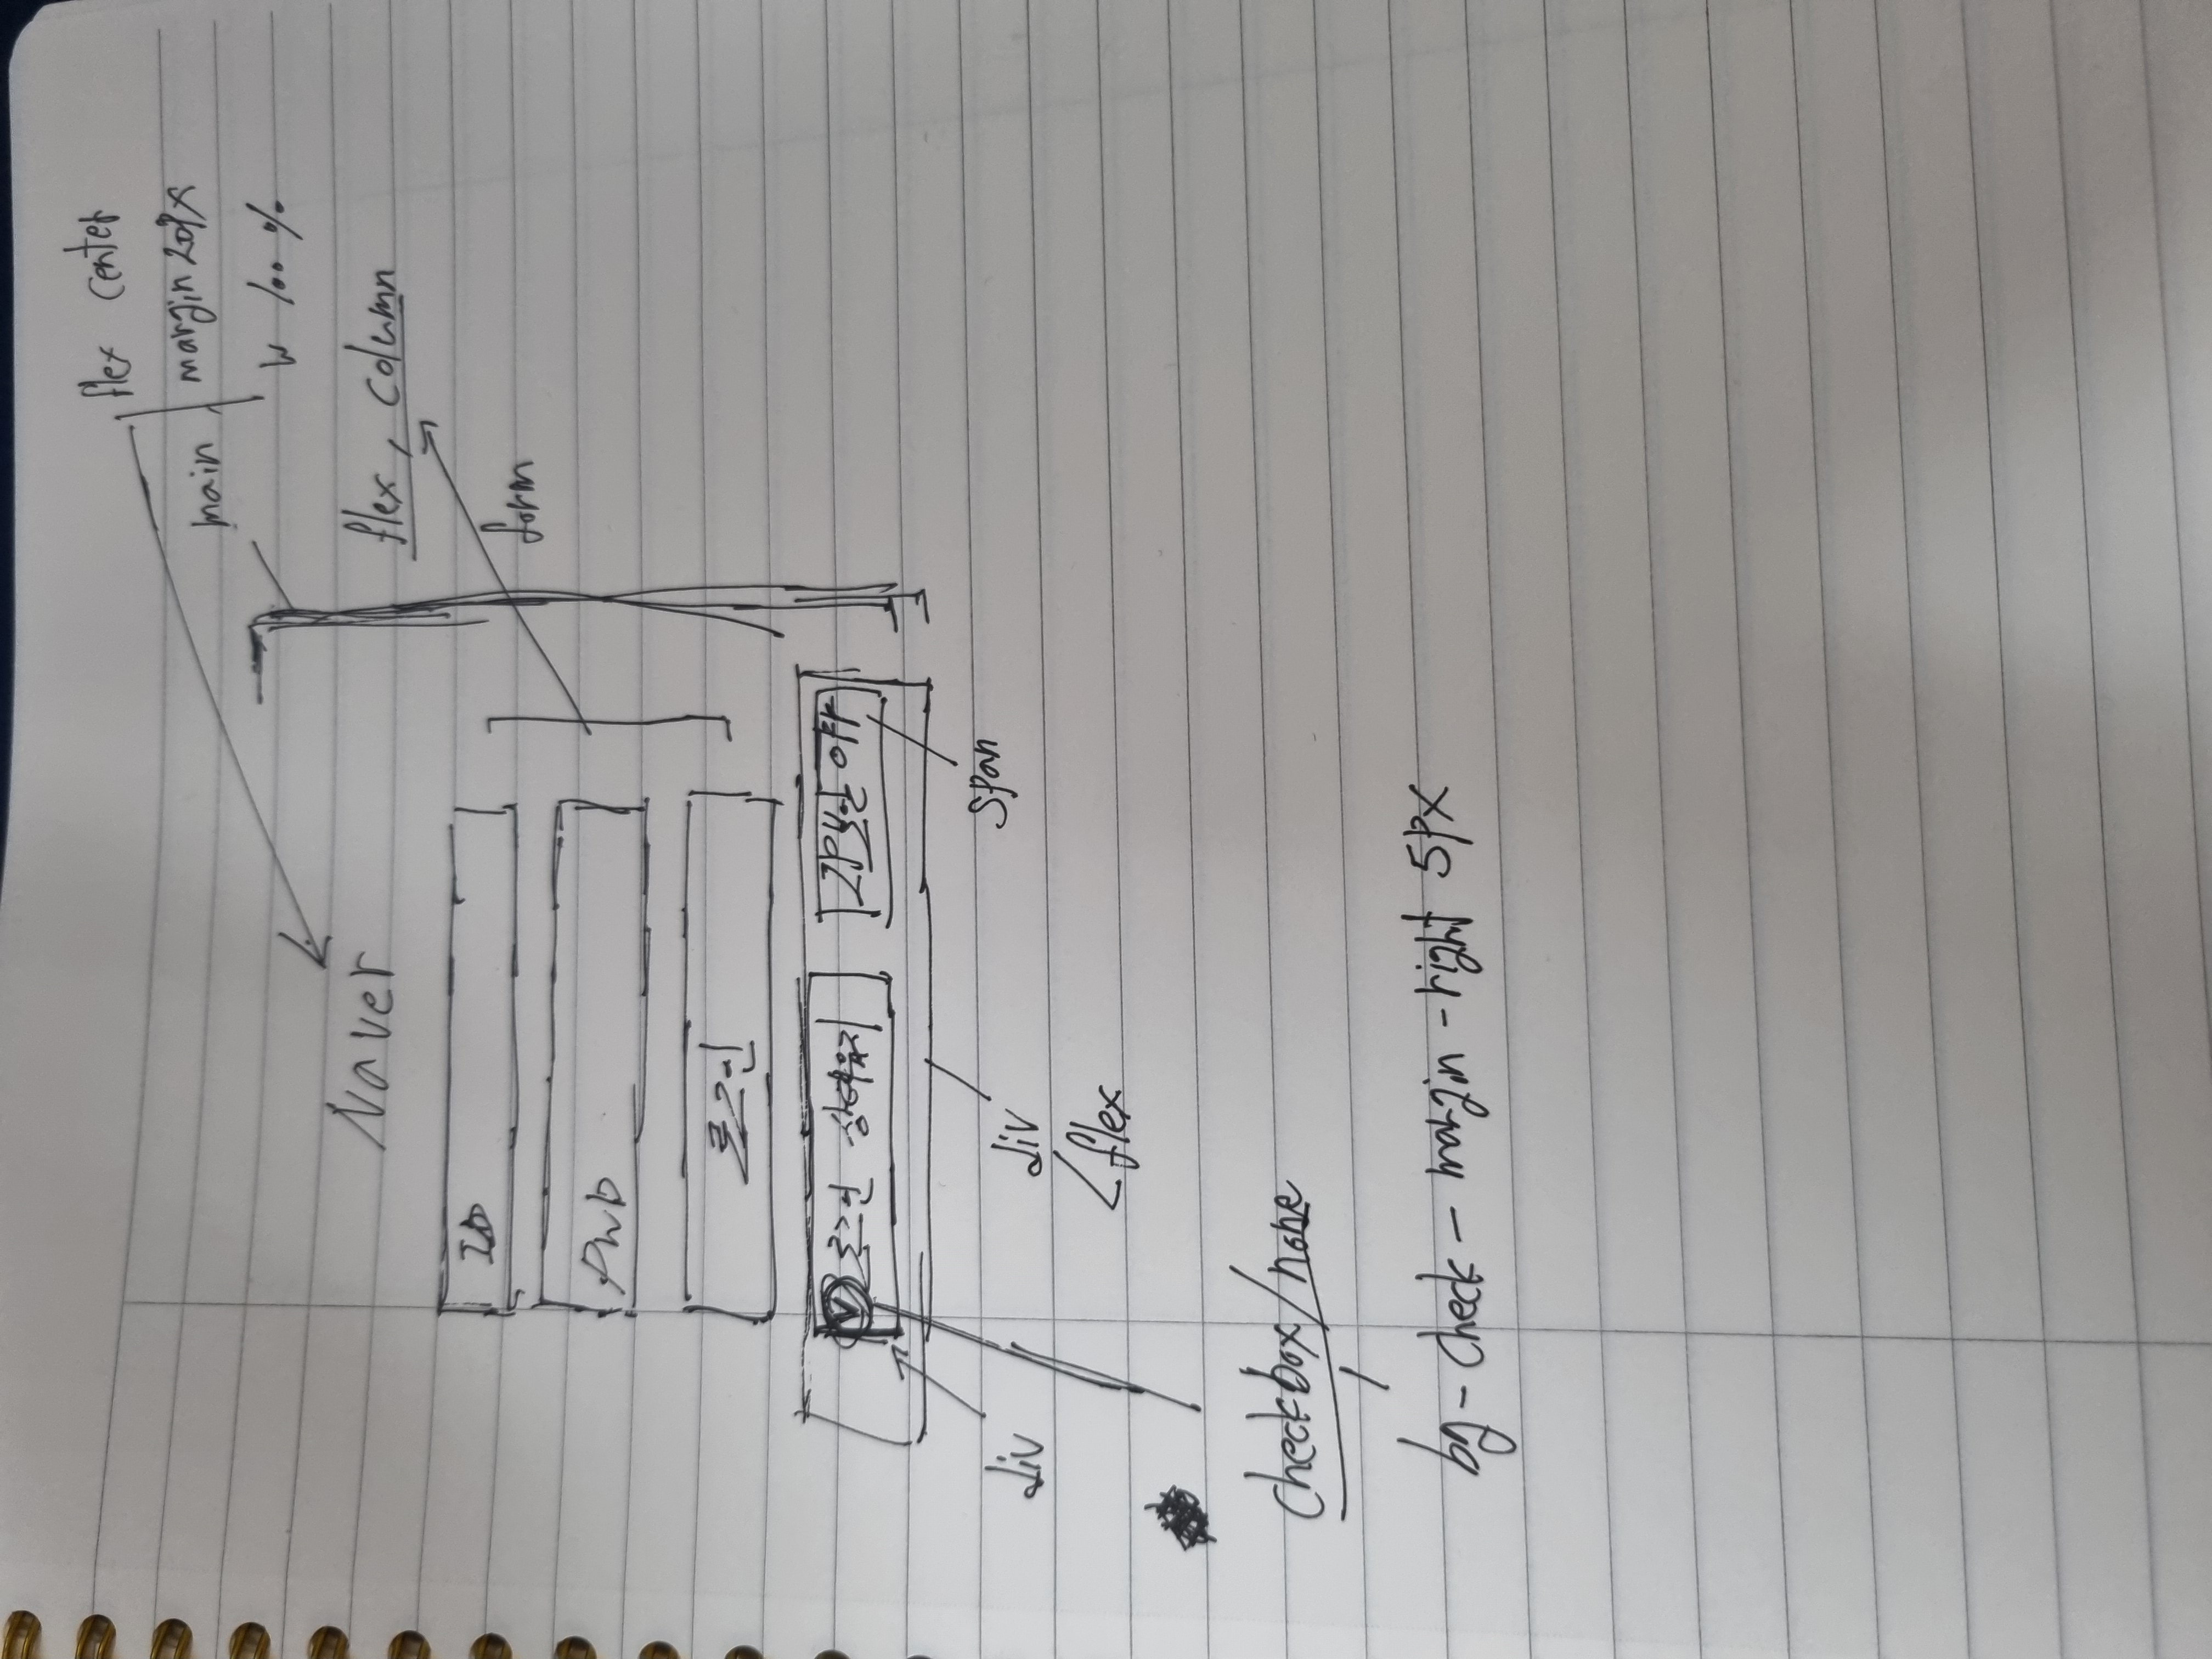 flex center
main margin 20px
w 100 %
Naver
flex, column
ID
form
PWD
로그인
로그인 상태유지 IP보안 OFF
div div span
flex
checkbox/none
bg-check-margin-right 5px